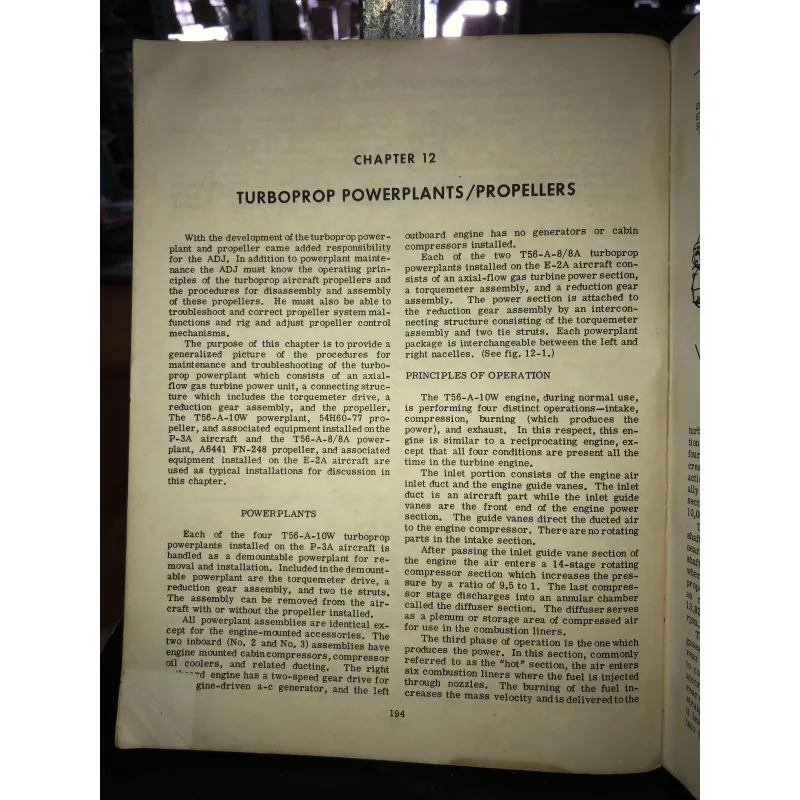 CHAPTER 12
TURBOPROP POWERPLANTS/PROPELLERS
With the development of the turboprop power-
plant and propeller came added responsibility
for the ADJ. In addition to powerplant mainte-
nance the ADJ must know the operating prin-
ciples of the turboprop aircraft propellers and
the procedures for disassembly and assembly
of these propellers. He must also be able to
troubleshoot and correct propeller system mal-
functions and rig and adjust propeller control
mechanisms.
The purpose of this chapter is to provide a
generalized picture of the procedures for
maintenance and troubleshooting of the turbo-
prop powerplant which consists of an axial-
flow gas turbine power unit, a connecting struc-
ture which includes the torquemeter drive, a
reduction gear assembly, and the propeller.
The T56-A-10W powerplant, 54H60-77 pro-
peller, and associated equipment installed on the
P-3A aircraft and the T56-A-8/8A power-
plant, A6441 FN-248 propeller, and associated
equipment installed on the E-2A aircraft are
used as typical installations for discussion in
this chapter.
POWERPLANTS
Each of the four T56-A-10W turboprop
powerplants installed on the P-3A aircraft is
handled as a demountable powerplant for re-
moval and installation. Included in the demount-
able powerplant are the torquemeter drive, a
reduction gear assembly, and two tie struts.
The assembly can be removed from the air-
craft with or without the propeller installed.
All powerplant assemblies are identical ex-
cept for the engine-mounted accessories. The
two inboard (No. 2 and No. 3) assemblies have
engine mounted cabin compressors, compressor
oil coolers, and related ducting. The right
engine has a two-speed gear drive for
gine-driven a-c generator, and the left
outboard engine has no generators or cabin
compressors installed.
Each of the two T56-A-8/8A turboprop
powerplants installed on the E-2A aircraft con-
sists of an axial-flow gas turbine power section,
a torquemeter assembly, and a reduction gear
assembly. The power section is attached to
the reduction gear assembly by an intercon-
necting structure consisting of the torquemeter
assembly and two tie struts. Each powerplant
package is interchangeable between the left and
right nacelles. (See fig. 12-1.)
PRINCIPLES OF OPERATION
The T56-A-10W engine, during normal use,
is performing four distinct operations—intake,
compression, burning (which produces the
power), and exhaust. In this respect, this en-
gine is similar to a reciprocating engine, ex-
cept that all four conditions are present all the
time in the turbine engine.
The inlet portion consists of the engine air
inlet duct and the engine guide vanes. The inlet
duct is an aircraft part while the inlet guide
vanes are the front end of the engine power
section. The guide vanes direct the ducted air
to the engine compressor. There are no rotating
parts in the intake section.
After passing the inlet guide vane section of
the engine the air enters a 14-stage rotating
compressor section which increases the pres-
sure by a ratio of 9.5 to 1. The last compres-
sor stage discharges into an annular chamber
called the diffuser section. The diffuser serves
as a plenum or storage area of compressed air
for use in the combustion liners.
The third phase of operation is the one which
produces the power. In this section, commonly
referred to as the "hot" section, the air enters
six combustion liners where the fuel is injected
through nozzles. The burning of the fuel in-
creases the mass velocity and is delivered to the
194